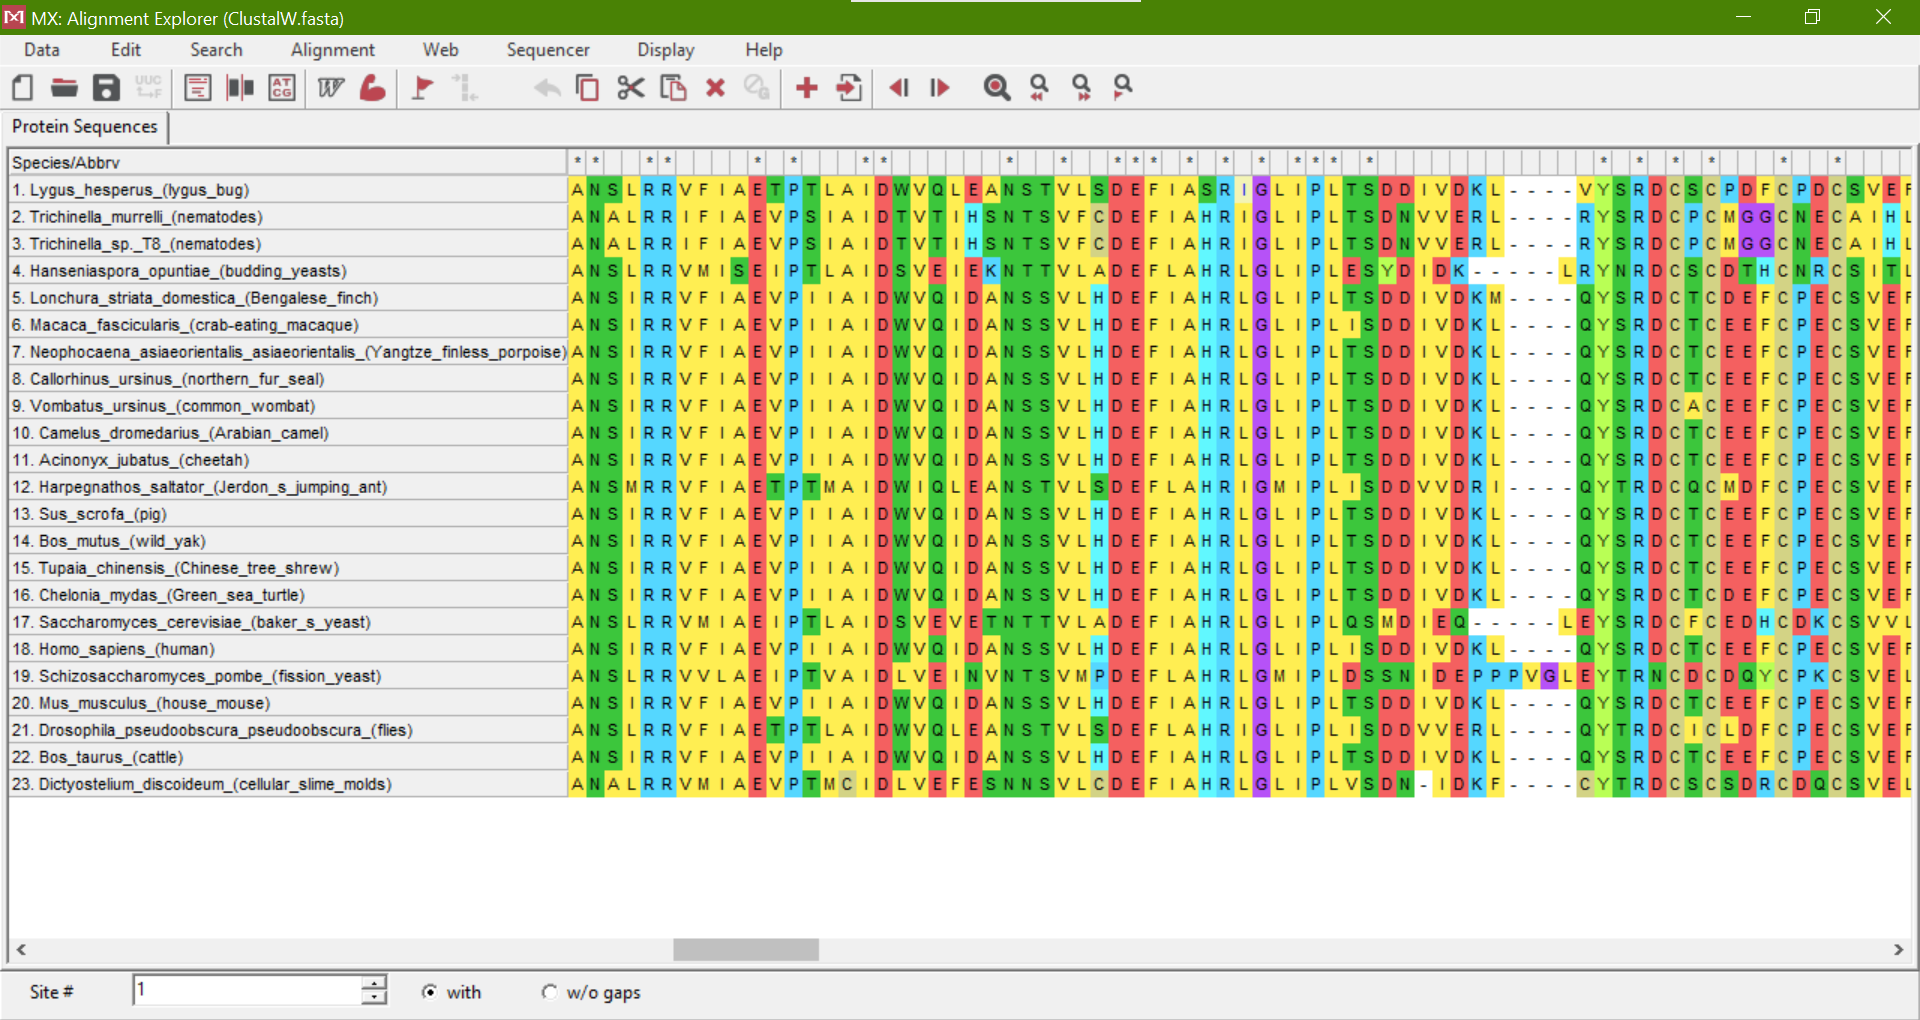 MX: Alignment Explorer (ClustalW.fasta)
Data Edit Search Alignment Web Sequencer Display Help
UUC F
AT CG
W
Protein Sequences
Species/Abbrv * * * * * * * * * * * * * * * * * * * * * * * * * *
1. Lygus_hesperus_(lygus_bug) ANSLRRVFIAETPTLAIDWVQLEANSTVLSDEFIASRIGLIPLTSDDIVDKL----VYSRDCSCPDFCPDCSVEF
2. Trichinella_murrelli_(nematodes) ANALRRIFIAEVPSIAIDTVTIHSNTSVFCDEFIAHRIGLIPLTSDNVVERL----RYSRDCPCMGGCNECAIHL
3. Trichinella_sp._T8_(nematodes) ANALRRIFIAEVPSIAIDTVTIHSNTSVFCDEFIAHRIGLIPLTSDNVVERL----RYSRDCPCMGGCNECAIHL
4. Hanseniaspora_opuntiae_(budding_yeasts) ANSLRRVMISEIPTLAIDSVEIEKNTTVLADEFLAHRLGLIPLESYDIDK-----LRYNRDCSCDTHCNRCSITL
5. Lonchura_striata_domestica_(Bengalese_finch) ANSIRRVFIAEVPIIAIDWVQIDANSSVLHDEFIAHRLGLIPLTSDDIVDKM----QYSRDCTCDEFCPECSVEF
6. Macaca_fascicularis_(crab-eating_macaque) ANSIRRVFIAEVPIIAIDWVQIDANSSVLHDEFIAHRLGLIPLISDDIVDKL----QYSRDCTCEEFCPECSVEF
7. Neophocaena_asiaeorientalis_asiaeorientalis_(Yangtze_finless_porpoise) ANSIRRVFIAEVPIIAIDWVQIDANSSVLHDEFIAHRLGLIPLTSDDIVDKL----QYSRDCTCEEFCPECSVEF
8. Callorhinus_ursinus_(northern_fur_seal) ANSIRRVFIAEVPIIAIDWVQIDANSSVLHDEFIAHRLGLIPLTSDDIVDKL----QYSRDCTCEEFCPECSVEF
9. Vombatus_ursinus_(common_wombat) ANSIRRVFIAEVPIIAIDWVQIDANSSVLHDEFIAHRLGLIPLTSDDIVDKL----QYSRDCACEEFCPECSVEF
10. Camelus_dromedarius_(Arabian_camel) ANSIRRVFIAEVPIIAIDWVQIDANSSVLHDEFIAHRLGLIPLTSDDIVDKL----QYSRDCTCEEFCPECSVEF
11. Acinonyx_jubatus_(cheetah) ANSIRRVFIAEVPIIAIDWVQIDANSSVLHDEFIAHRLGLIPLTSDDIVDKL----QYSRDCTCEEFCPECSVEF
12. Harpegnathos_saltator_(Jerdon_s_jumping_ant) ANSMRRVFIAETPTMAIDWIQLEANSTVLSDEFLAHRIGMIPLISDDVVDRI----QYTRDCQCMDFCPECSVEF
13. Sus_scrofa_(pig) ANSIRRVFIAEVPIIAIDWVQIDANSSVLHDEFIAHRLGLIPLTSDDIVDKL----QYSRDCTCEEFCPECSVEF
14. Bos_mutus_(wild_yak) ANSIRRVFIAEVPIIAIDWVQIDANSSVLHDEFIAHRLGLIPLTSDDIVDKL----QYSRDCTCEEFCPECSVEF
15. Tupaia_chinensis_(Chinese_tree_shrew) ANSIRRVFIAEVPIIAIDWVQIDANSSVLHDEFIAHRLGLIPLTSDDIVDKL----QYSRDCTCEEFCPECSVEF
16. Chelonia_mydas_(Green_sea_turtle) ANSIRRVFIAEVPIIAIDWVQIDANSSVLHDEFIAHRLGLIPLTSDDIVDKL----QYSRDCTCDEFCPECSVEF
17. Saccharomyces_cerevisiae_(baker_s_yeast) ANSLRRVMIAEIPTLAIDSVEVETNTTVLADEFIAHRLGLIPLQSMDIEQ-----LEYSRDCFCEDHCDKCSVVL
18. Homo_sapiens_(human) ANSIRRVFIAEVPIIAIDWVQIDANSSVLHDEFIAHRLGLIPLISDDIVDKL----QYSRDCTCEEFCPECSVEF
19. Schizosaccharomyces_pombe_(fission_yeast) ANSLRRVVLAEIPTVAIDLVEINVNTSVMPDEFLAHRLGMIPLDSSNIDEPPPVGLEYTRNCDCDQYCPKCSVEL
20. Mus_musculus_(house_mouse) ANSIRRVFIAEVPIIAIDWVQIDANSSVLHDEFIAHRLGLIPLTSDDIVDKL----QYSRDCTCEEFCPECSVEF
21. Drosophila_pseudoobscura_pseudoobscura_(flies) ANSLRRVFIAETPTLAIDWVQLEANSTVLSDEFLAHRIGLIPLISDDVVERL----QYTRDCICLDFCPECSVEF
22. Bos_taurus_(cattle) ANSIRRVFIAEVPIIAIDWVQIDANSSVLHDEFIAHRLGLIPLTSDDIVDKL----QYSRDCTCEEFCPECSVEF
23. Dictyostelium_discoideum_(cellular_slime_molds) ANALRRVMIAEVPTMCIDLVEFESNNSVLCDEFIAHRLGLIPLVSDN-IDKF----CYTRDCSCSDRCDQCSVEL
Site # 1 with w/o gaps